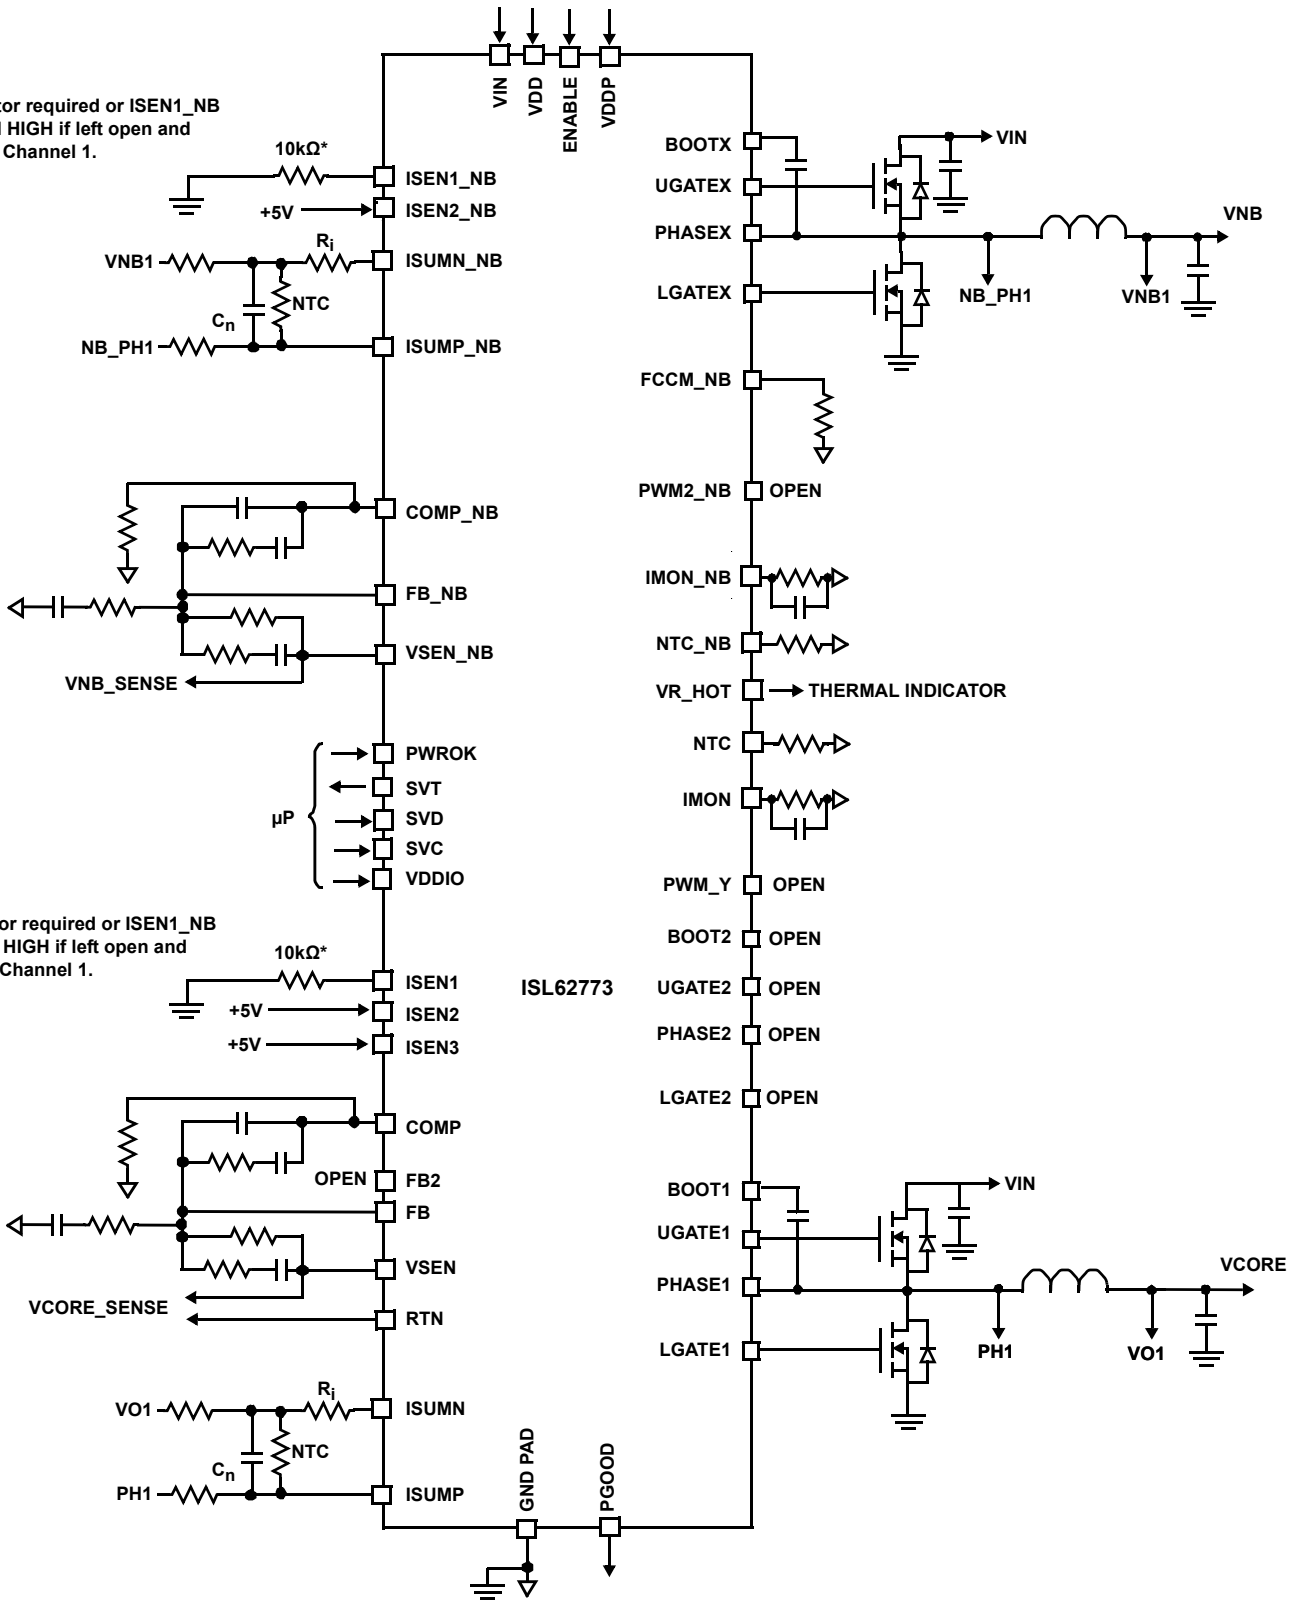 VIN
VDD
ENABLE
VDDP
required or ISEN1_NB
HIGH if left open and
Channel 1.
10kΩ*
ISEN1_NB
+5V
ISEN2_NB
Ri
VNB1
ISUMN_NB
NTC
Cn
NB_PH1
ISUMP_NB
COMP_NB
FB_NB
VSEN_NB
VNB_SENSE
µP
PWROK
SVT
SVD
SVC
VDDIO
required or ISEN1_NB
HIGH if left open and
Channel 1.
10kΩ*
ISEN1
+5V
ISEN2
+5V
ISEN3
COMP
OPEN
FB2
FB
VSEN
VCORE_SENSE
RTN
Ri
VO1
ISUMN
NTC
Cn
PH1
ISUMP
ISL62773
GND PAD
PGOOD
BOOTX
VIN
UGATEX
PHASEX
VNB
LGATEX
NB_PH1
VNB1
FCCM_NB
PWM2_NB
OPEN
IMON_NB
NTC_NB
VR_HOT
THERMAL INDICATOR
NTC
IMON
PWM_Y
OPEN
BOOT2
OPEN
UGATE2
OPEN
PHASE2
OPEN
LGATE2
OPEN
BOOT1
VIN
UGATE1
PHASE1
VCORE
LGATE1
PH1
VO1